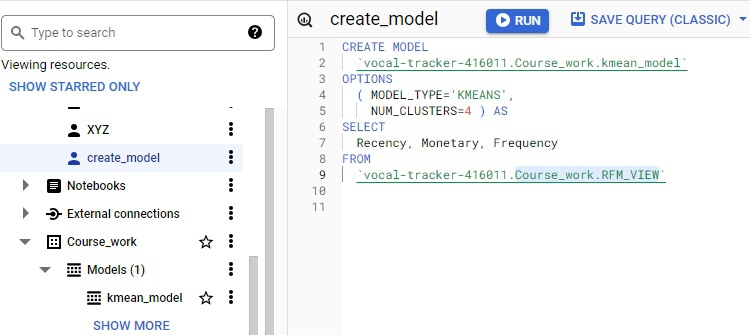 Type to search
?
Viewing resources.
SHOW STARRED ONLY
XYZ
create_model
Notebooks
External connections
Course_work
Models (1)
kmean_model
SHOW MORE
create_model
RUN
SAVE QUERY (CLASSIC)
1 CREATE MODEL
2 `vocal-tracker-416011.Course_work.kmean_model`
3 OPTIONS
4 ( MODEL_TYPE='KMEANS',
5 NUM_CLUSTERS=4 ) AS
6 SELECT
7 Recency, Monetary, Frequency
8 FROM
9 `vocal-tracker-416011.Course_work.RFM_VIEW`
10
11